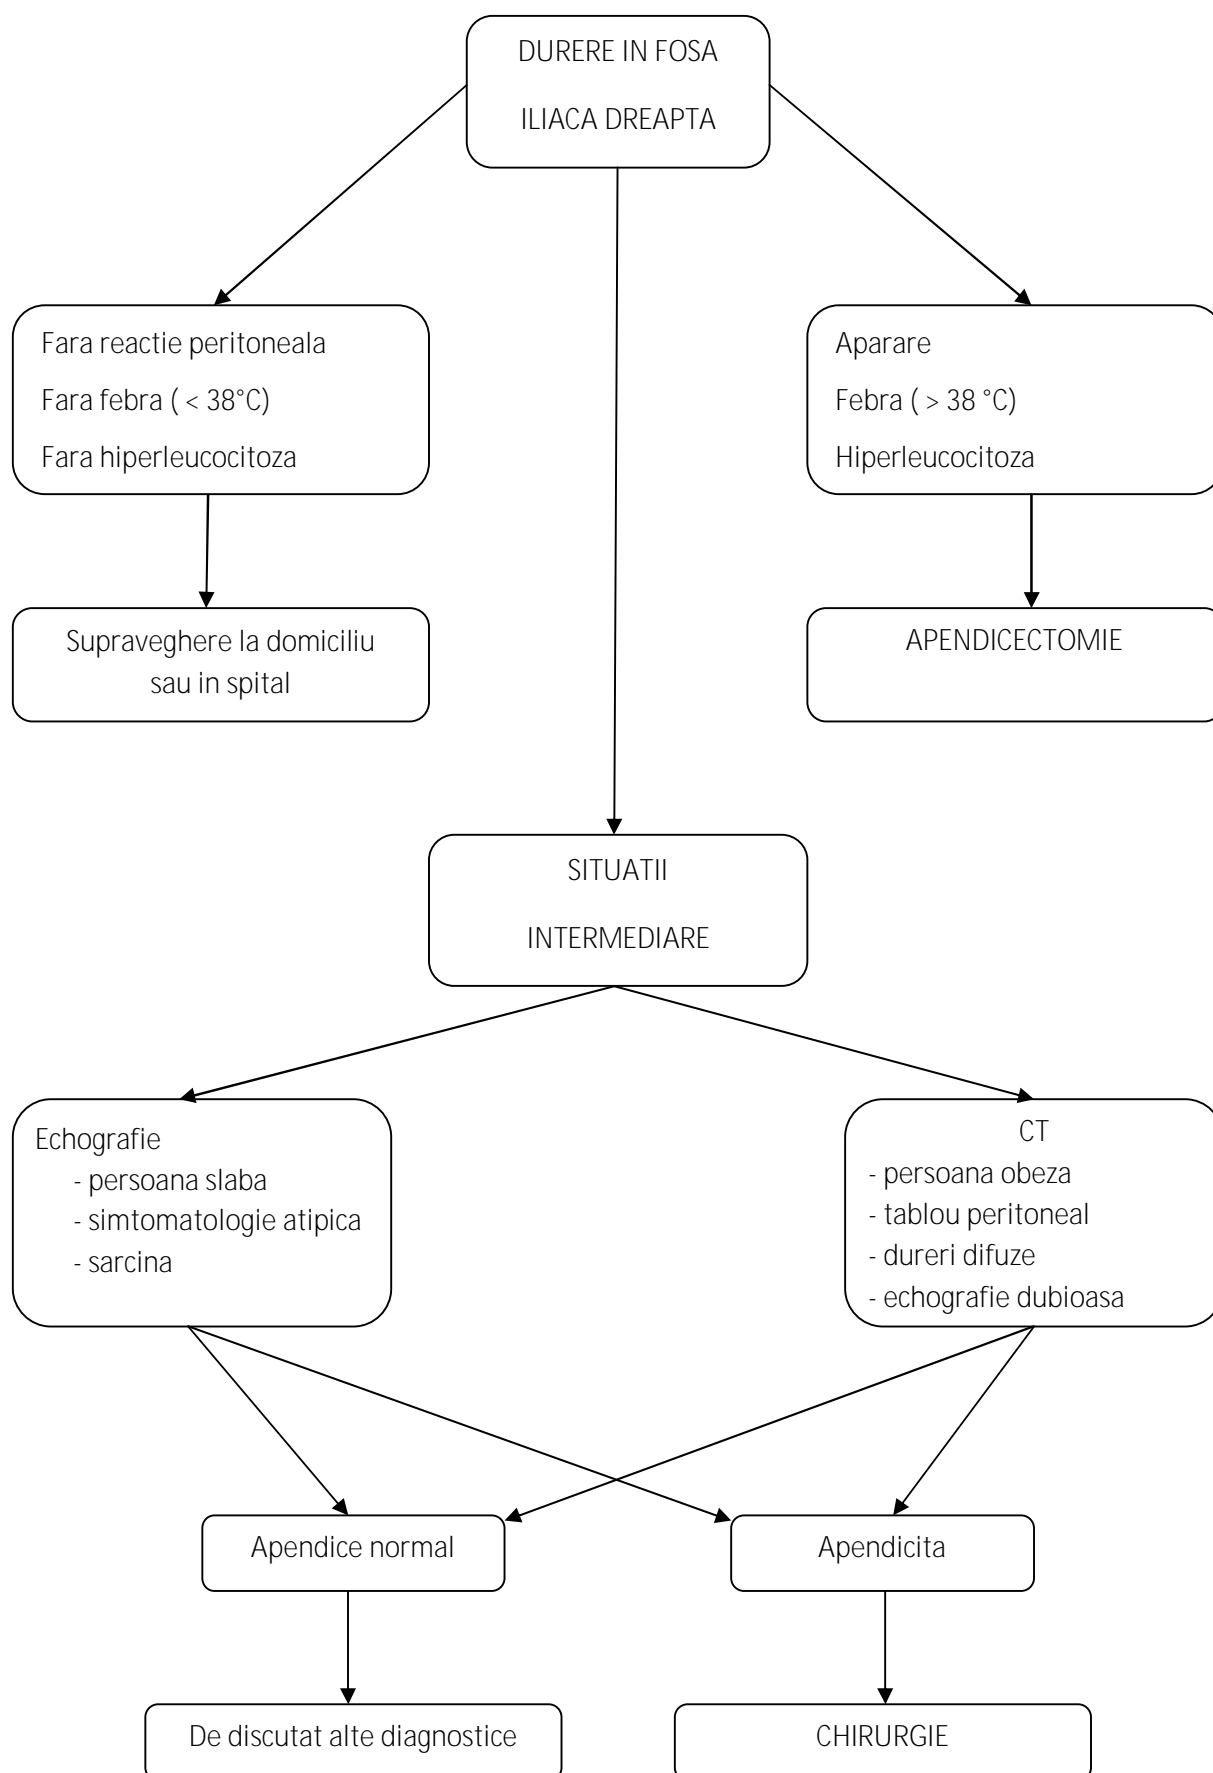 DURERE IN FOSA
ILIACA DREAPTA
Fara reactie peritoneala
Fara febra ( < 38°C)
Fara hiperleucocitoza
Aparare
Febra ( > 38 °C)
Hiperleucocitoza
Supraveghere la domiciliu
sau in spital
APENDICECTOMIE
SITUATII
INTERMEDIARE
Echografie
- persoana slaba
- simtomatologie atipica
- sarcina
CT
- persoana obeza
- tablou peritoneal
- dureri difuze
- echografie dubioasa
Apendice normal
Apendicita
De discutat alte diagnostice
CHIRURGIE